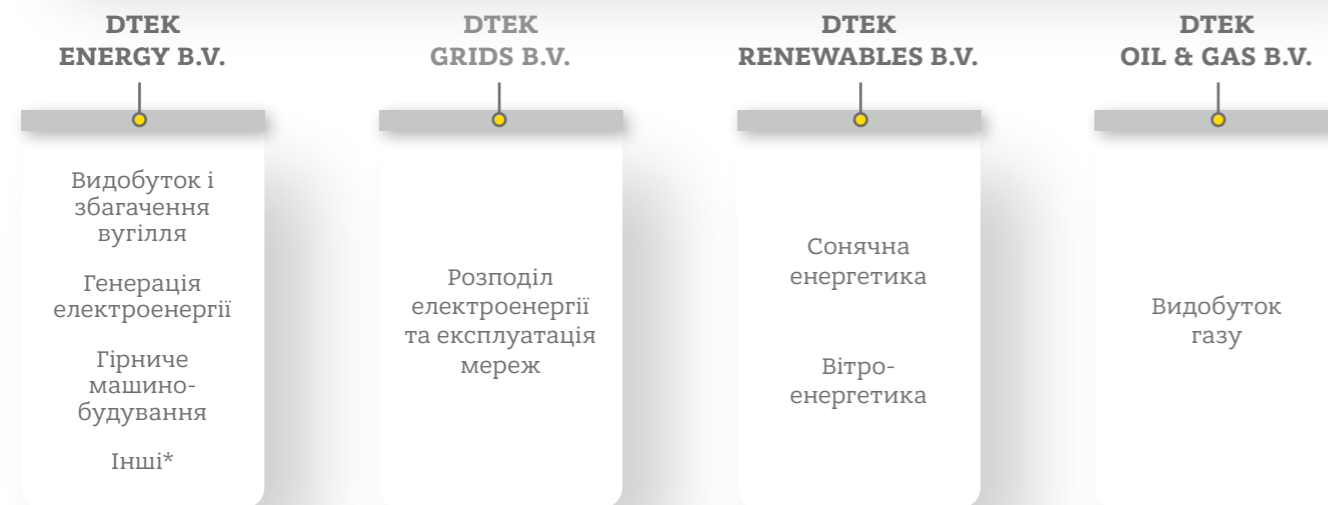 DTEK
ENERGY B.V.
Видобуток і
збагачення
вугілля
Генерація
електроенергії
Гірниче
машино-
будування
Інші*
DTEK
GRIDS B.V.
Розподіл
електроенергії
та експлуатація
мереж
DTEK
RENEWABLES B.V.
Сонячна
енергетика
Вітро-
енергетика
DTEK
OIL & GAS B.V.
Видобуток
газу